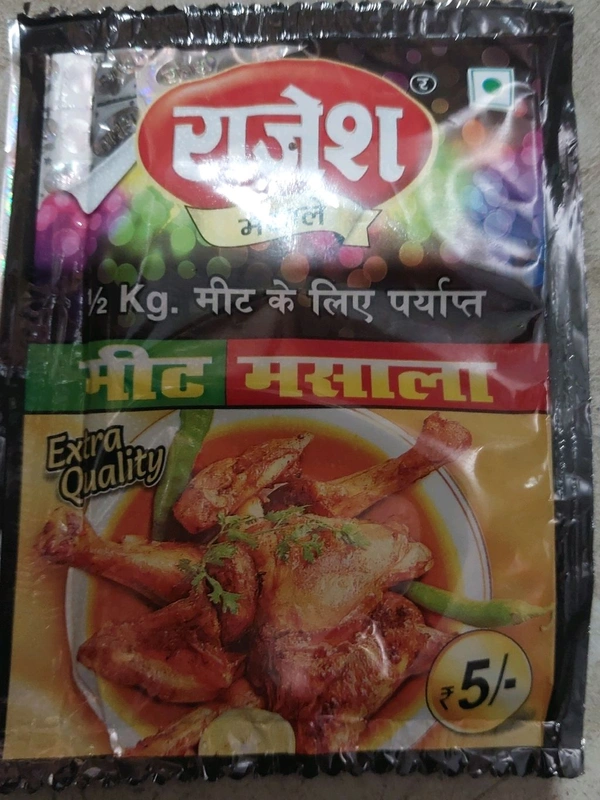 राजेश
R
मसाले
½ Kg. मीट के लिए पर्याप्त
मीट मसाला
Extra
Quality
₹5/-